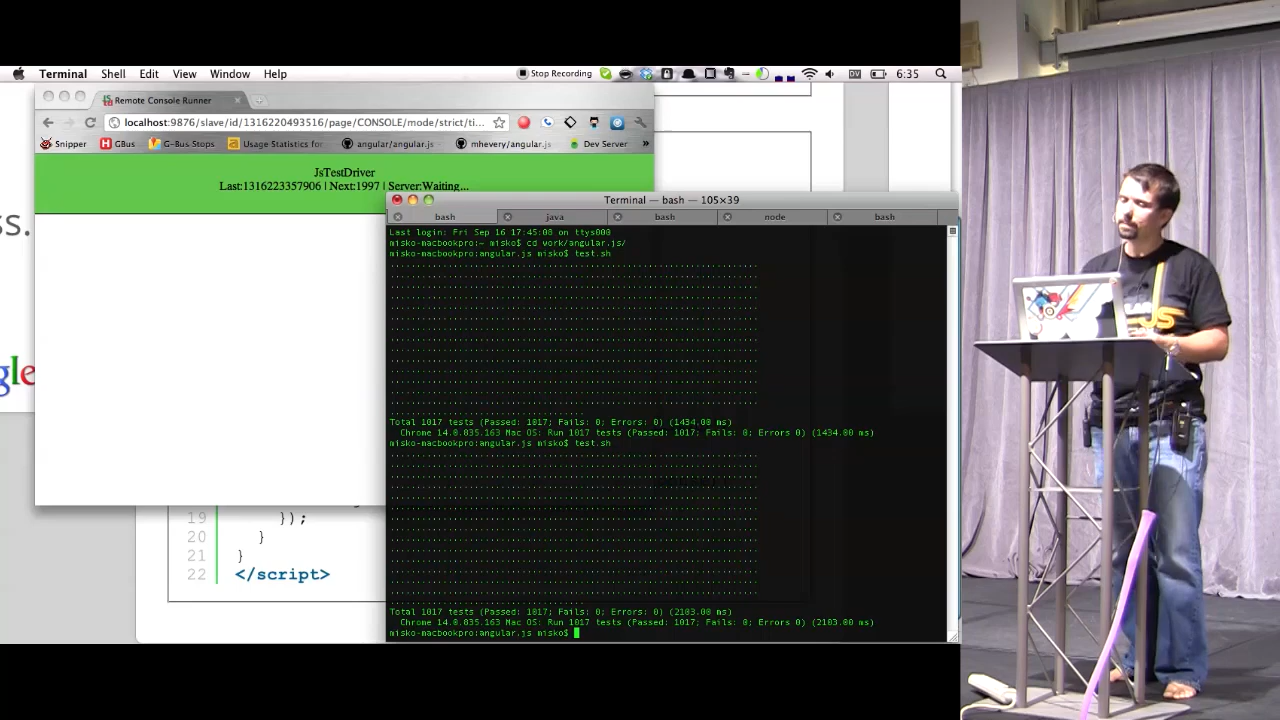 Terminal Shell Edit View Window Help
Stop Recording
DV
6:35
Remote Console Runner
localhost:9876/slave/id/1316220493516/page/CONSOLE/mode/strict/ti...
Snipper GBus G-Bus Stops Usage Statistics for angular/angular.js mhevery/angular.js Dev Server »
JsTestDriver
Last:1316223357906 | Next:1997 | Server:Waiting...
Terminal — bash — 105×39
bash java bash node bash
Last login: Fri Sep 16 17:45:08 on ttys000
misko-macbookpro:~ misko$ cd work/angular.js/
misko-macbookpro:angular.js misko$ test.sh
Total 1017 tests (Passed: 1017; Fails: 0; Errors: 0) (1434.00 ms)
Chrome 14.0.835.163 Mac OS: Run 1017 tests (Passed: 1017; Fails: 0; Errors 0) (1434.00 ms)
misko-macbookpro:angular.js misko$ test.sh
Total 1017 tests (Passed: 1017; Fails: 0; Errors: 0) (2103.00 ms)
Chrome 14.0.835.163 Mac OS: Run 1017 tests (Passed: 1017; Fails: 0; Errors 0) (2103.00 ms)
misko-macbookpro:angular.js misko$
ss.
gle
19 });
20 }
21 }
22 </script>
JS